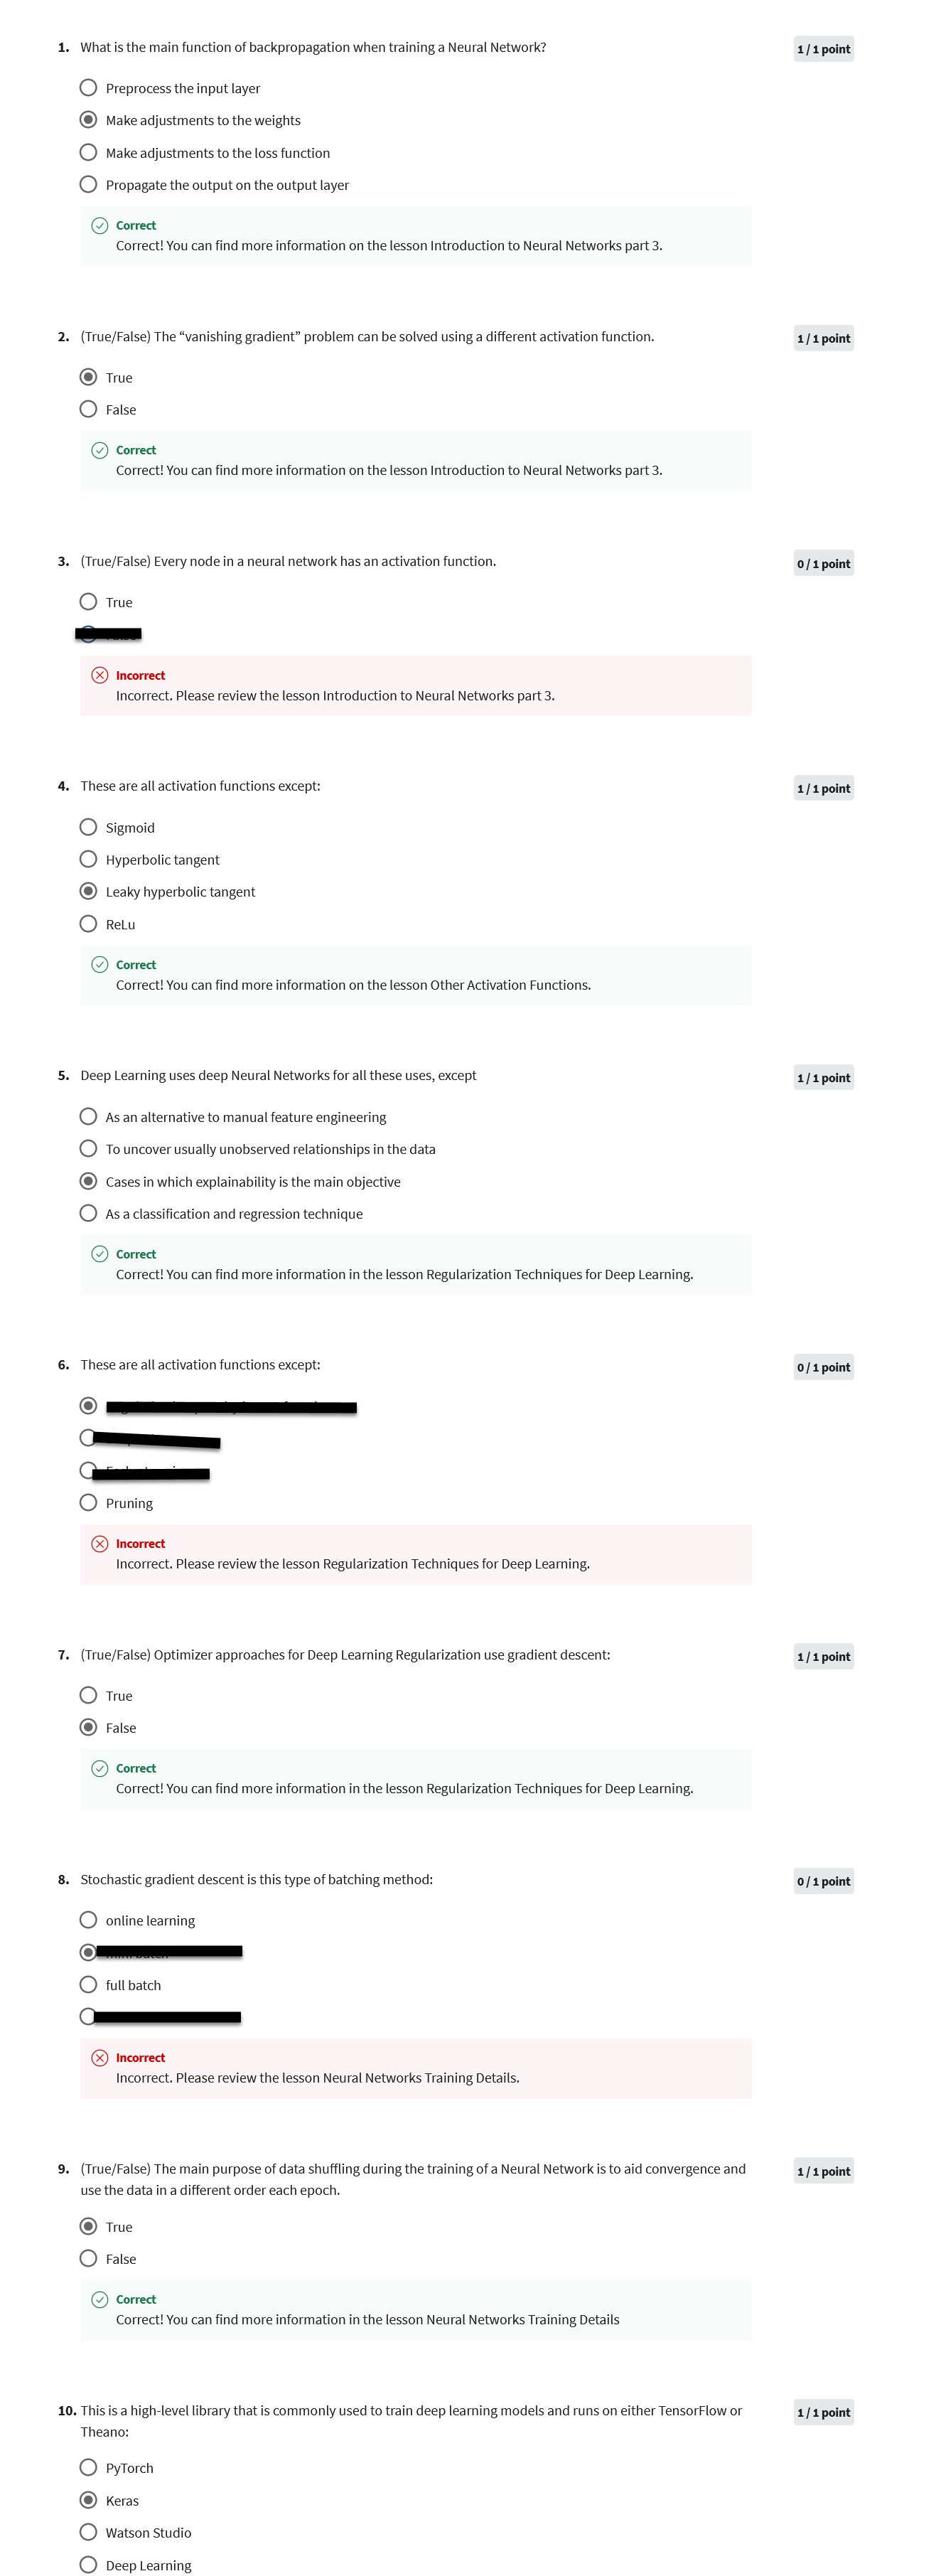 1. What is the main function of backpropagation when training a Neural Network?
1 / 1 point
Preprocess the input layer
Make adjustments to the weights
Make adjustments to the loss function
Propagate the output on the output layer
Correct
Correct! You can find more information on the lesson Introduction to Neural Networks part 3.
2. (True/False) The “vanishing gradient” problem can be solved using a different activation function.
1 / 1 point
True
False
Correct
Correct! You can find more information on the lesson Introduction to Neural Networks part 3.
3. (True/False) Every node in a neural network has an activation function.
0 / 1 point
True
Incorrect
Incorrect. Please review the lesson Introduction to Neural Networks part 3.
4. These are all activation functions except:
1 / 1 point
Sigmoid
Hyperbolic tangent
Leaky hyperbolic tangent
ReLu
Correct
Correct! You can find more information on the lesson Other Activation Functions.
5. Deep Learning uses deep Neural Networks for all these uses, except
1 / 1 point
As an alternative to manual feature engineering
To uncover usually unobserved relationships in the data
Cases in which explainability is the main objective
As a classification and regression technique
Correct
Correct! You can find more information in the lesson Regularization Techniques for Deep Learning.
6. These are all activation functions except:
0 / 1 point
Pruning
Incorrect
Incorrect. Please review the lesson Regularization Techniques for Deep Learning.
7. (True/False) Optimizer approaches for Deep Learning Regularization use gradient descent:
1 / 1 point
True
False
Correct
Correct! You can find more information in the lesson Regularization Techniques for Deep Learning.
8. Stochastic gradient descent is this type of batching method:
0 / 1 point
online learning
full batch
Incorrect
Incorrect. Please review the lesson Neural Networks Training Details.
9. (True/False) The main purpose of data shuffling during the training of a Neural Network is to aid convergence and
use the data in a different order each epoch.
1 / 1 point
True
False
Correct
Correct! You can find more information in the lesson Neural Networks Training Details
10. This is a high-level library that is commonly used to train deep learning models and runs on either TensorFlow or
Theano:
1 / 1 point
PyTorch
Keras
Watson Studio
Deep Learning